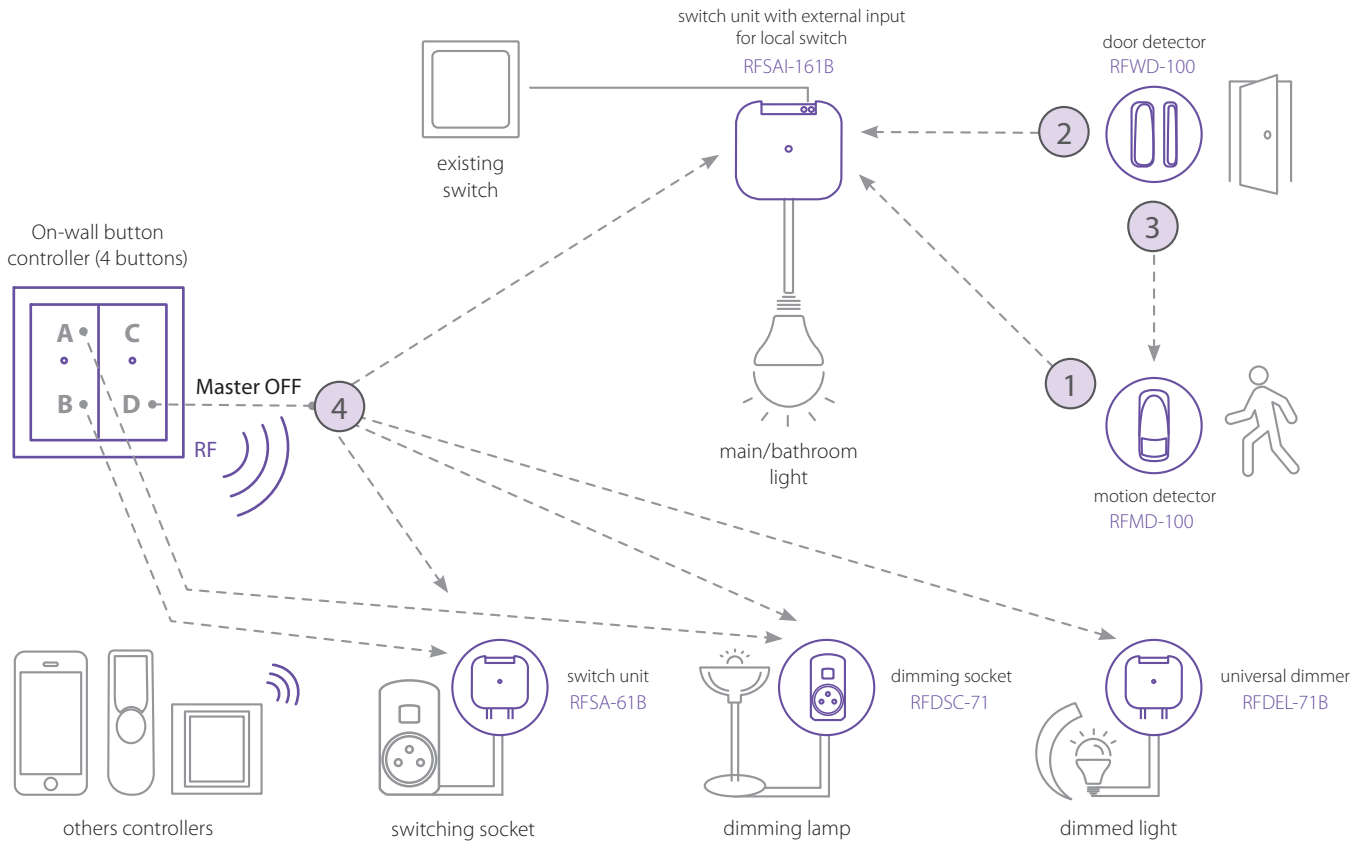 switch unit with external input
for local switch
RFSAI-161B
door detector
RFWD-100
2
existing
switch
3
On-wall button
controller (4 buttons)
A
C
B
D
Master OFF
RF
4
1
main/bathroom
light
motion detector
RFMD-100
switch unit
RFSA-61B
dimming socket
RFDSC-71
universal dimmer
RFDEL-71B
others controllers
switching socket
dimming lamp
dimmed light